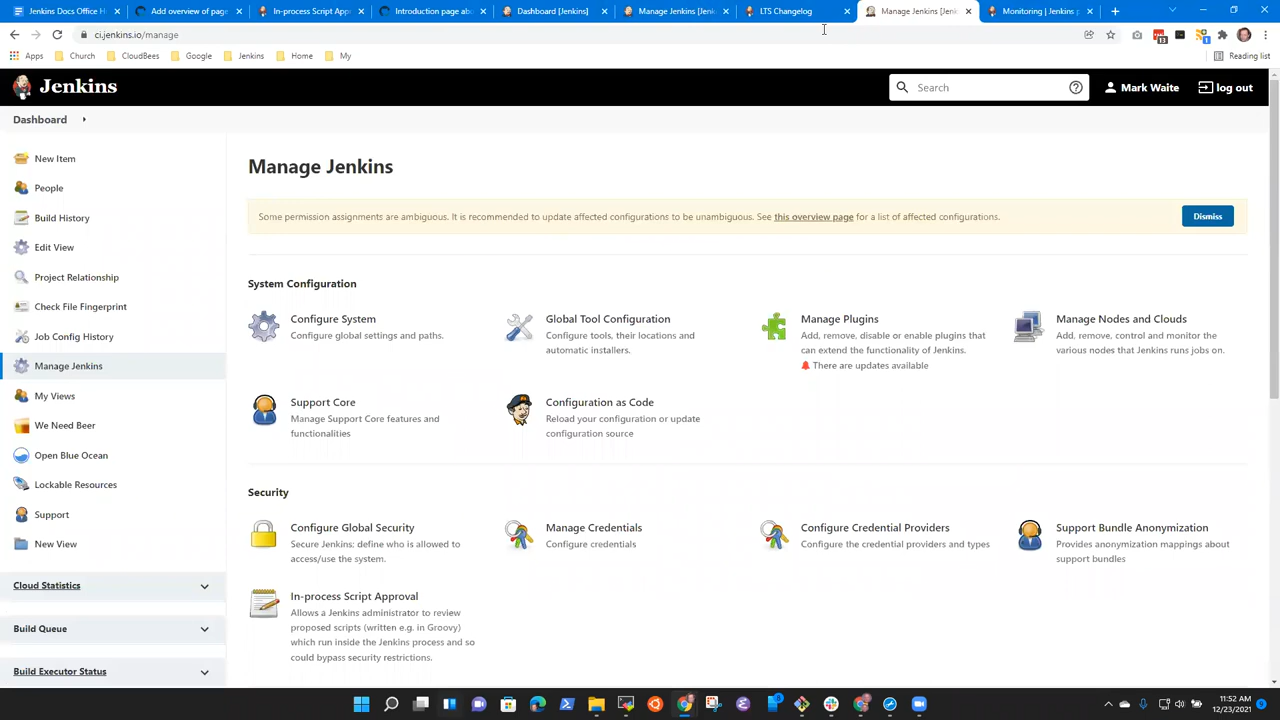 Jenkins Docs Office H
Add overview of page
In-process Script Appr
Introduction page abo
Dashboard [Jenkins]
Manage Jenkins [Jenk
LTS Changelog
Manage Jenkins [Jenk
Monitoring | Jenkins p
ci.jenkins.io/manage
13
1
Apps
Church
CloudBees
Google
Jenkins
Home
My
Reading list
Jenkins
Search
Mark Waite
log out
Dashboard
New Item
People
Build History
Edit View
Project Relationship
Check File Fingerprint
Job Config History
Manage Jenkins
My Views
We Need Beer
Open Blue Ocean
Lockable Resources
Support
New View
Cloud Statistics
Build Queue
Build Executor Status
Manage Jenkins
Some permission assignments are ambiguous. It is recommended to update affected configurations to be unambiguous. See this overview page for a list of affected configurations.
Dismiss
System Configuration
Configure System
Configure global settings and paths.
Global Tool Configuration
Configure tools, their locations and
automatic installers.
Manage Plugins
Add, remove, disable or enable plugins that
can extend the functionality of Jenkins.
There are updates available
Manage Nodes and Clouds
Add, remove, control and monitor the
various nodes that Jenkins runs jobs on.
Support Core
Manage Support Core features and
functionalities
Configuration as Code
Reload your configuration or update
configuration source
Security
Configure Global Security
Secure Jenkins; define who is allowed to
access/use the system.
Manage Credentials
Configure credentials
Configure Credential Providers
Configure the credential providers and types
Support Bundle Anonymization
Provides anonymization mappings about
support bundles
In-process Script Approval
Allows a Jenkins administrator to review
proposed scripts (written e.g. in Groovy)
which run inside the Jenkins process and so
could bypass security restrictions.
11:52 AM
12/23/2021